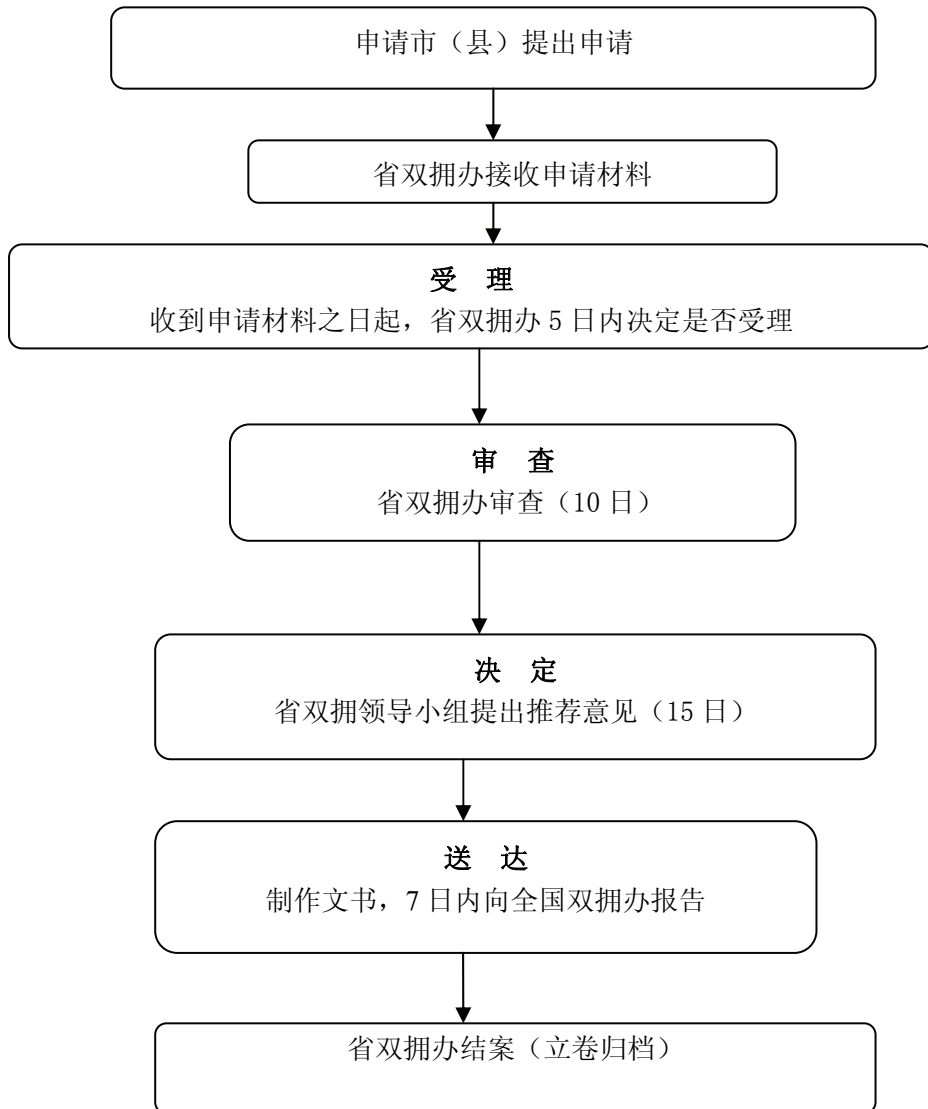 申请市（县）提出申请
省双拥办接收申请材料
受 理
收到申请材料之日起，省双拥办 5 日内决定是否受理
审 查
省双拥办审查（10 日）
决 定
省双拥领导小组提出推荐意见（15 日）
送 达
制作文书，7 日内向全国双拥办报告
省双拥办结案（立卷归档）